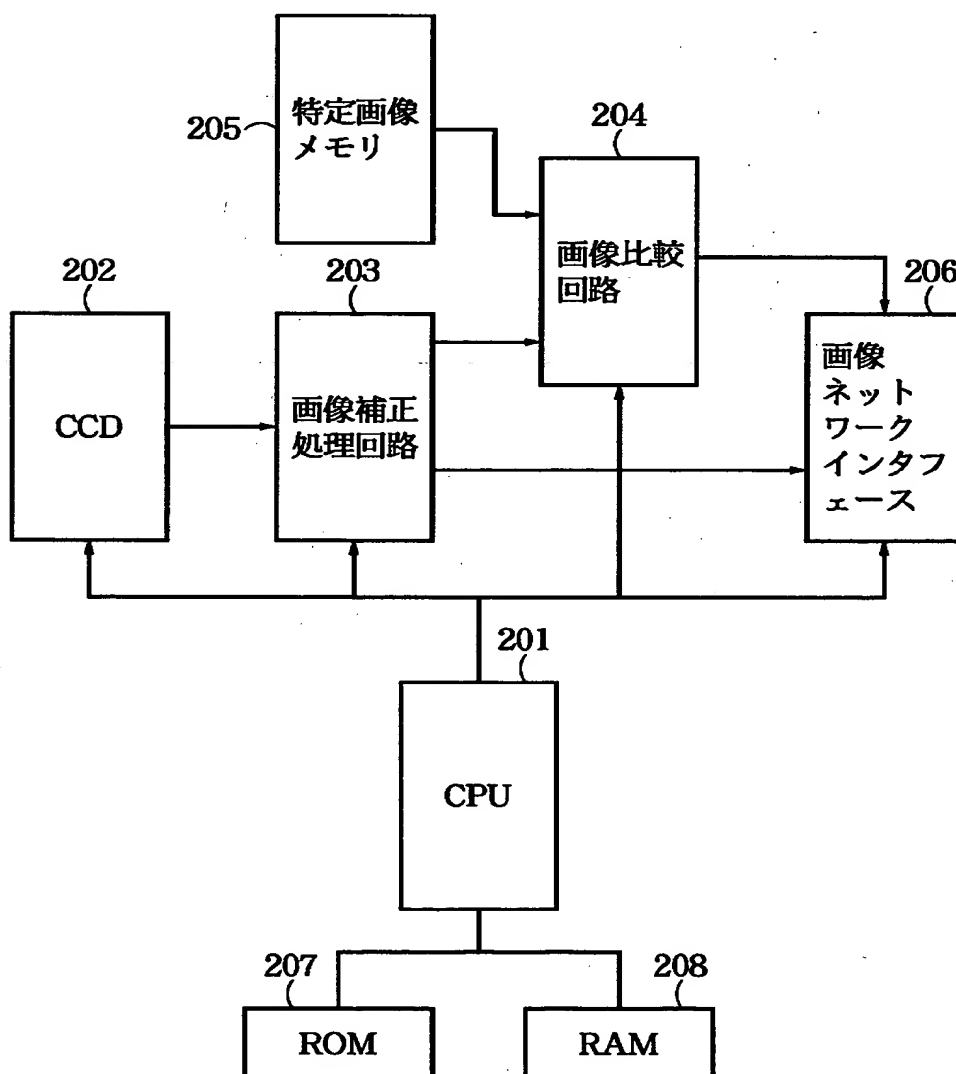 205
特定画像
メモリ
204
画像比較
回路
202
CCD
203
画像補正
処理回路
206
画像
ネット
ワーク
インタフ
ェース
201
CPU
207
ROM
208
RAM